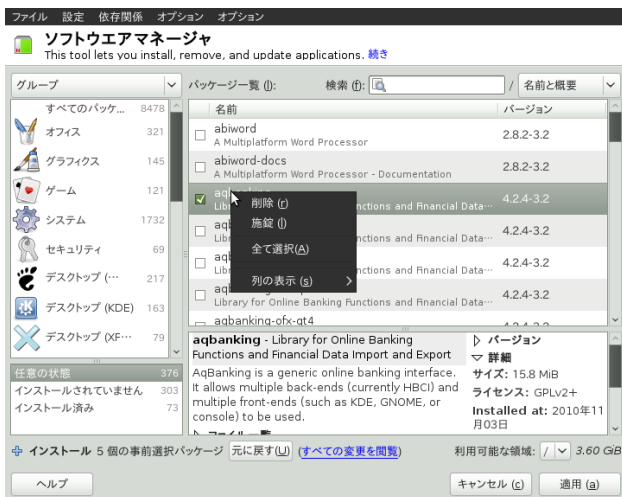 ファイル 設定 依存関係 オプション オプション
ソフトウエアマネージャ
This tool lets you install, remove, and update applications. 続き
グループ
パッケージ一覧 (l): 検索 (f): / 名前と概要
すべてのパッケ... 8478
オフィス 321
グラフィクス 145
ゲーム 121
システム 1732
セキュリティ 69
デスクトップ (… 217
デスクトップ (KDE) 163
デスクトップ (XF… 79
任意の状態 376
インストールされていません 303
インストール済み 73
名前 バージョン
abiword
A Multiplatform Word Processor
2.8.2-3.2
abiword-docs
A Multiplatform Word Processor - Documentation
2.8.2-3.2
4.2.4-3.2
nctions and Financial Data…
4.2.4-3.2
nctions and Financial Data…
4.2.4-3.2
nctions and Financial Data…
4.2.4-3.2
Library for Online Banking Functions and Financial Data…
aqbanking-ofx-qt4
削除 (r)
施錠 (l)
全て選択(A)
列の表示 (s)
aqbanking - Library for Online Banking
Functions and Financial Data Import and Export
AqBanking is a generic online banking interface.
It allows multiple back-ends (currently HBCI) and
multiple front-ends (such as KDE, GNOME, or
console) to be used.
バージョン
詳細
サイズ: 15.8 MiB
ライセンス: GPLv2+
Installed at: 2010年11
月03日
インストール 5 個の事前選択パッケージ 元に戻す(U) (すべての変更を閲覧) 利用可能な領域: / 3.60 GiB
ヘルプ キャンセル (c) 適用 (a)